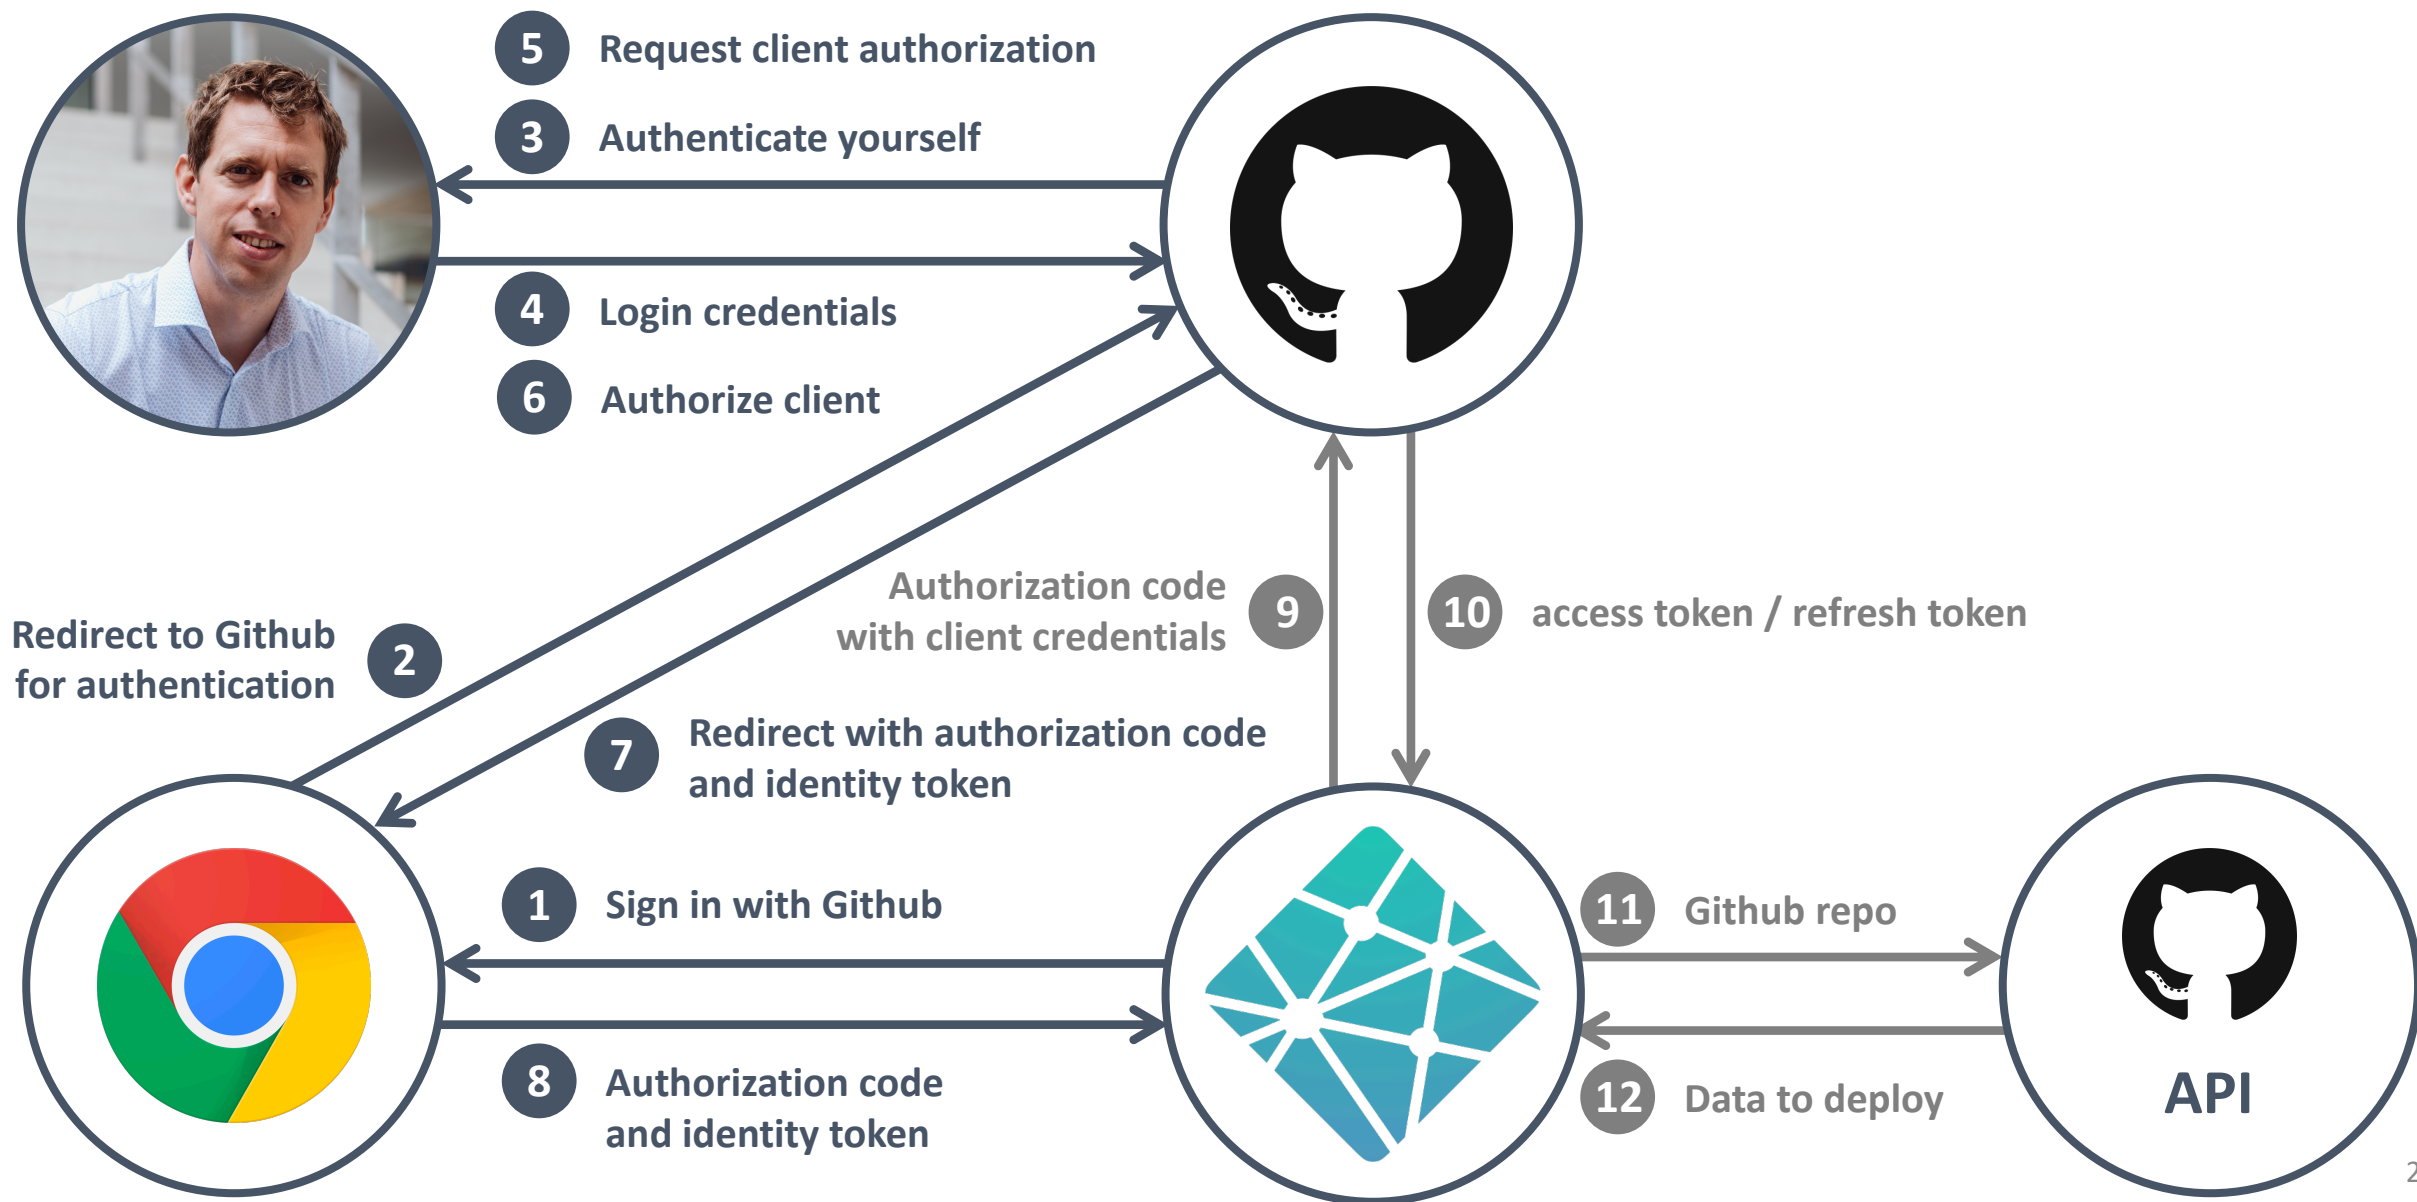 5 Request client authorization
3 Authenticate yourself
4 Login credentials
6 Authorize client
Redirect to Github
for authentication
2
Authorization code
with client credentials
9
10 access token / refresh token
7
Redirect with authorization code
and identity token
1 Sign in with Github
8
Authorization code
and identity token
11 Github repo
12 Data to deploy
API
2